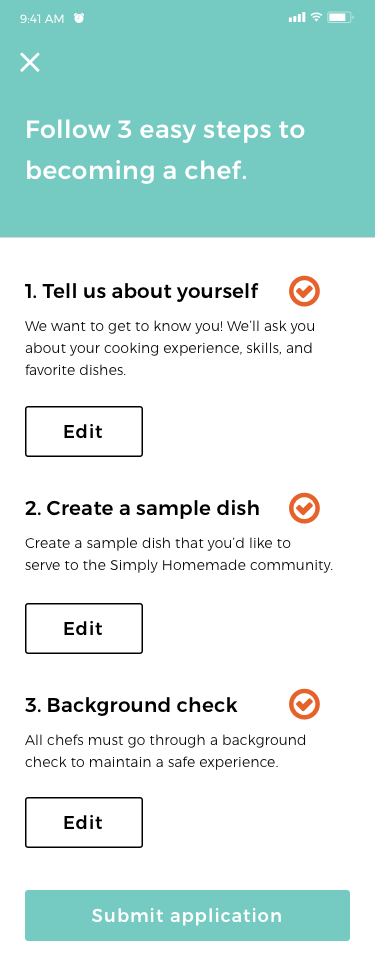 9:41 AM
Follow 3 easy steps to
becoming a chef.
1. Tell us about yourself
We want to get to know you! We’ll ask you
about your cooking experience, skills, and
favorite dishes.
Edit
2. Create a sample dish
Create a sample dish that you’d like to
serve to the Simply Homemade community.
Edit
3. Background check
All chefs must go through a background
check to maintain a safe experience.
Edit
Submit application